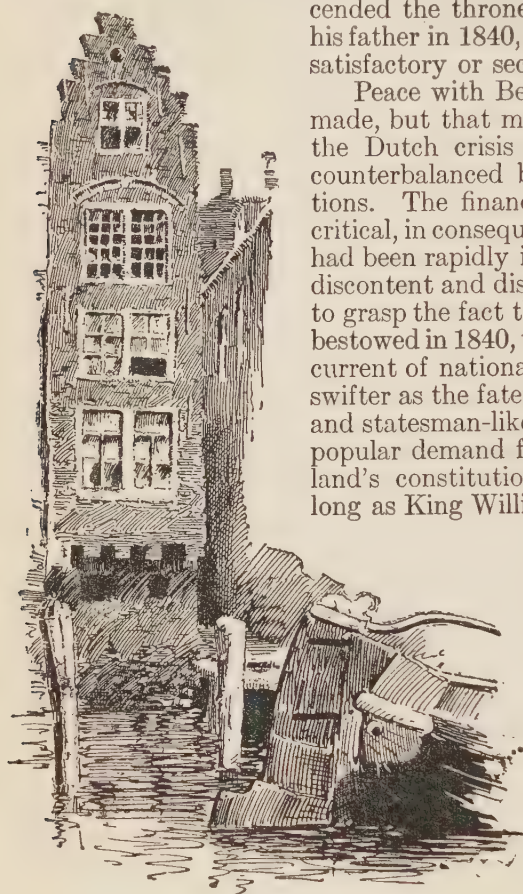 cended the throne
his father in 1840,
satisfactory or sec
Peace with Be
made, but that m
the Dutch crisis
counterbalanced b
tions. The financ
critical, in consequ
had been rapidly i
discontent and dis
to grasp the fact t
bestowed in 1840,
current of nationa
swifter as the fate
and statesman-like
popular demand f
land's constitutio
long as King Willi